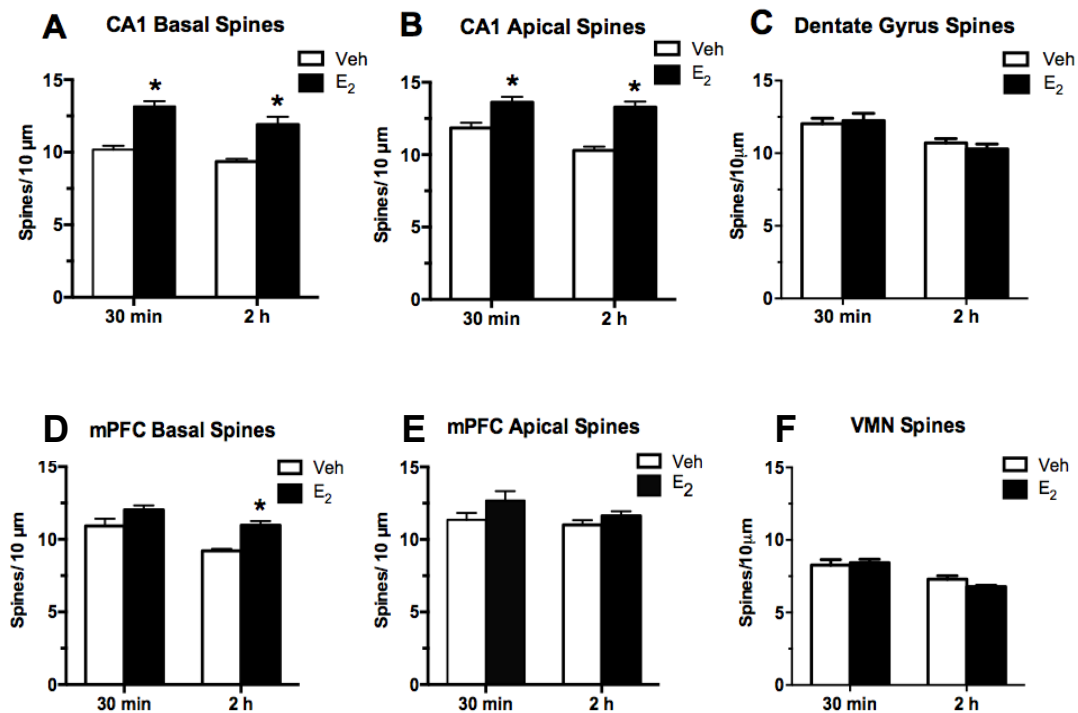 A CA1 Basal Spines
Veh
E2
*
*
Spines/ 10 µm
15
10
5
0
30 min 2 h
B CA1 Apical Spines
Veh
E2
*
*
Spines/ 10 µm
15
10
5
0
30 min 2 h
C Dentate Gyrus Spines
Veh
E2
Spines/10µm
15
10
5
0
30 min 2 h
D mPFC Basal Spines
Veh
E2
*
Spines/ 10 µm
15
10
5
0
30 min 2 h
E mPFC Apical Spines
Veh
E2
Spines/ 10 µm
15
10
5
0
30 min 2 h
F VMN Spines
Veh
E2
Spines/10µm
15
10
5
0
30 min 2 h